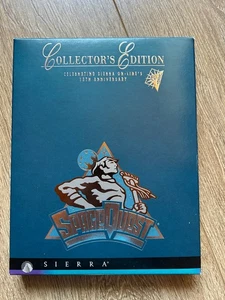 COLLECTOR'S EDITION
CELEBRATING SIERRA ON-LINE'S
15TH ANNIVERSARY
SPACE QUEST
SIERRA®